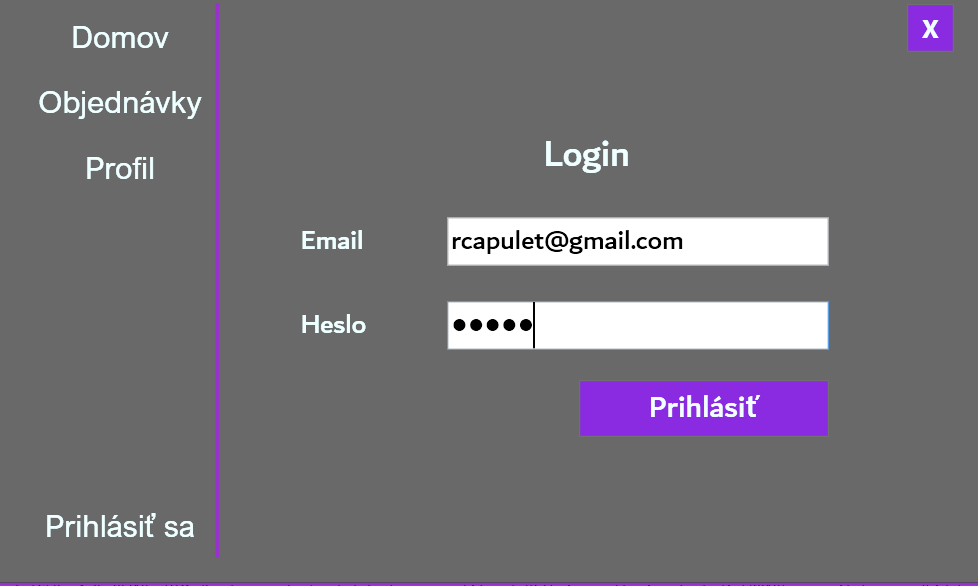 Domov
Objednávky
Profil
Prihlásiť sa
X
Login
Email
rcapulet@gmail.com
Heslo
●●●●●
Prihlásiť